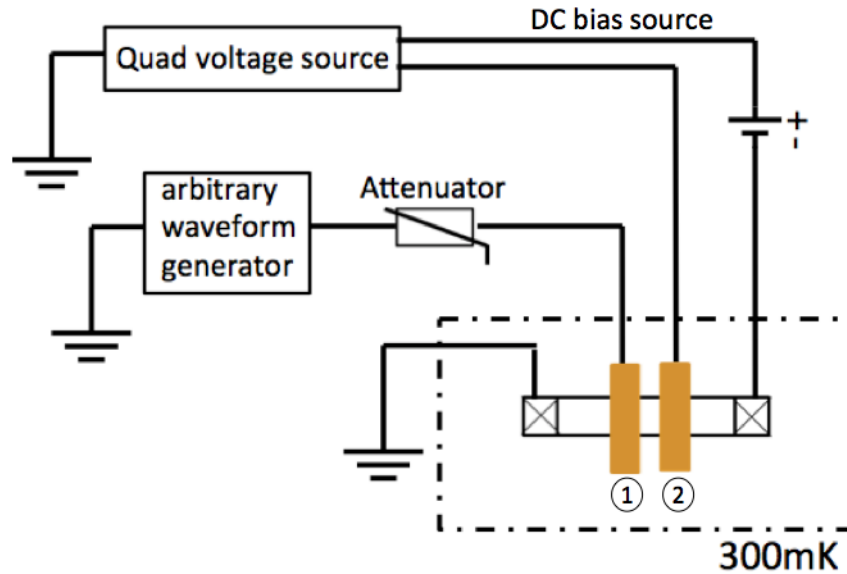 DC bias source
Quad voltage source
+
-
arbitrary
waveform
generator
Attenuator
① ②
300mK